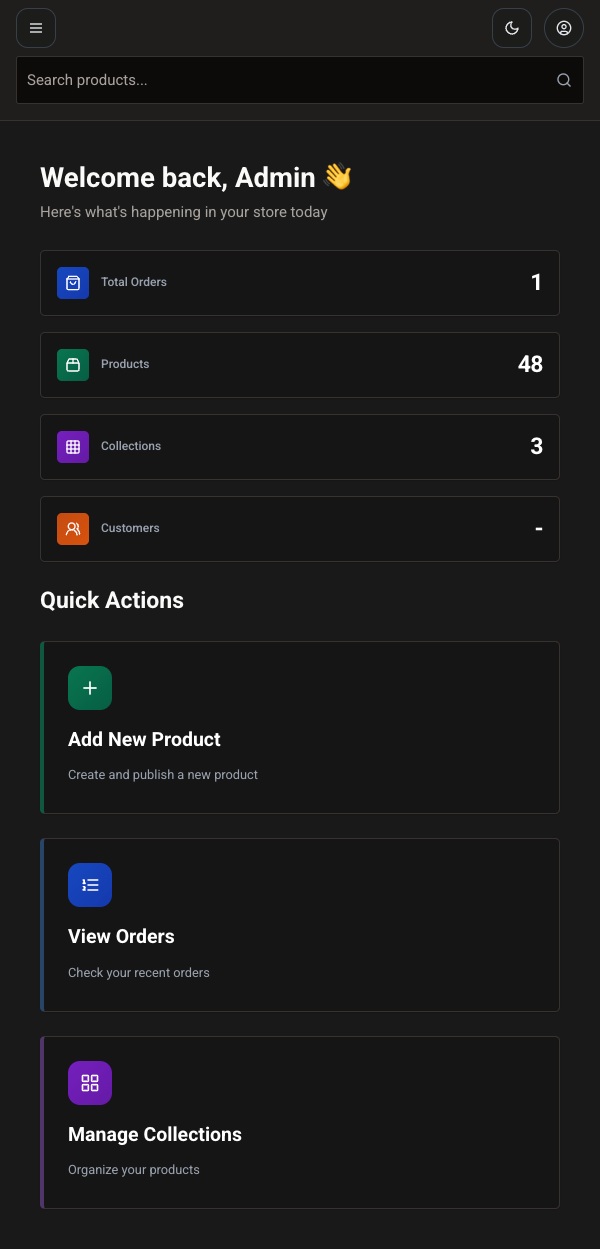 Search products...
Welcome back, Admin 👋
Here's what's happening in your store today
Total Orders
1
Products
48
Collections
3
Customers
-
Quick Actions
Add New Product
Create and publish a new product
View Orders
Check your recent orders
Manage Collections
Organize your products